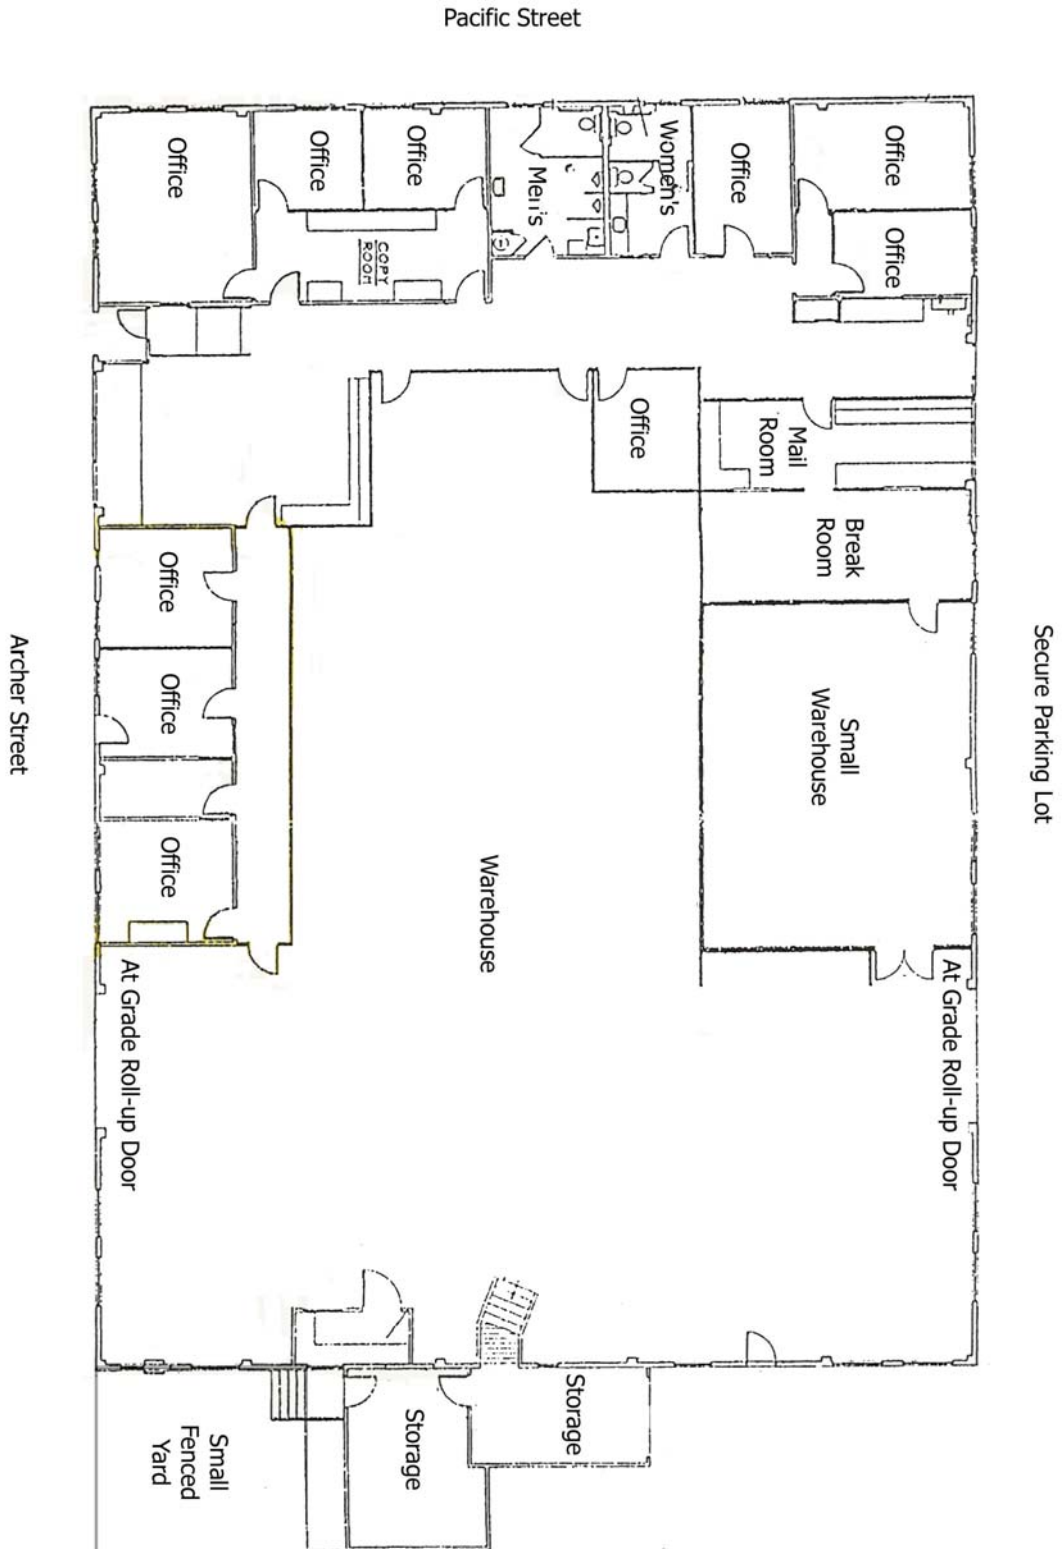 Pacific Street
Office
Office
Office
Men's
Women's
Office
Office
Office
COPY
ROOM
Office
Mail
Room
Break
Room
Office
Office
Office
Small
Warehouse
Warehouse
Archer Street
Secure Parking Lot
At Grade Roll-up Door
At Grade Roll-up Door
Storage
Storage
Small
Fenced
Yard